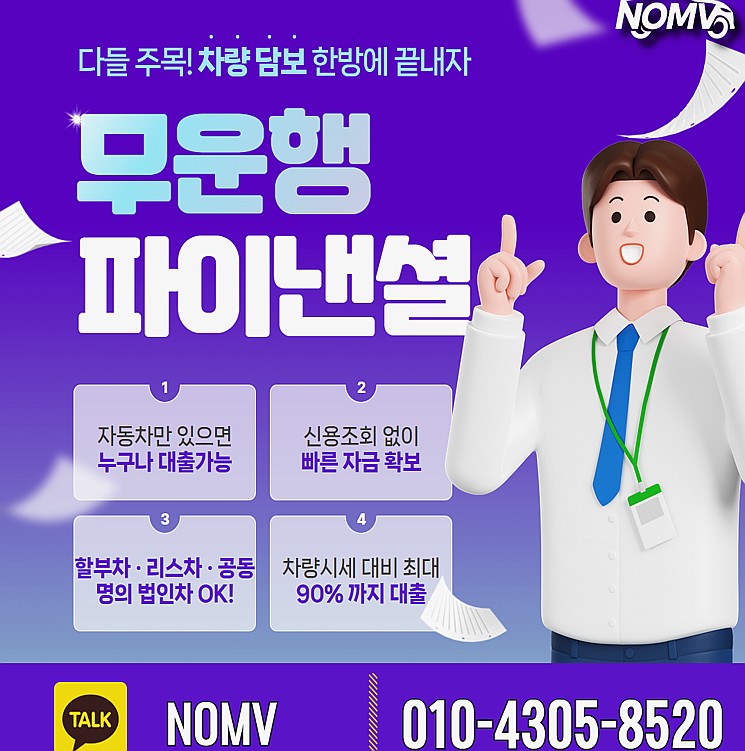 NOMV
다들 주목! 차량 담보 한방에 끝내자
무운행
파이낸셜
1
자동차만 있으면
누구나 대출가능
2
신용조회 없이
빠른 자금 확보
3
할부차 · 리스차 · 공동
명의 법인차 OK!
4
차량시세 대비 최대
90% 까지 대출
TALK
NOMV
010-4305-8520